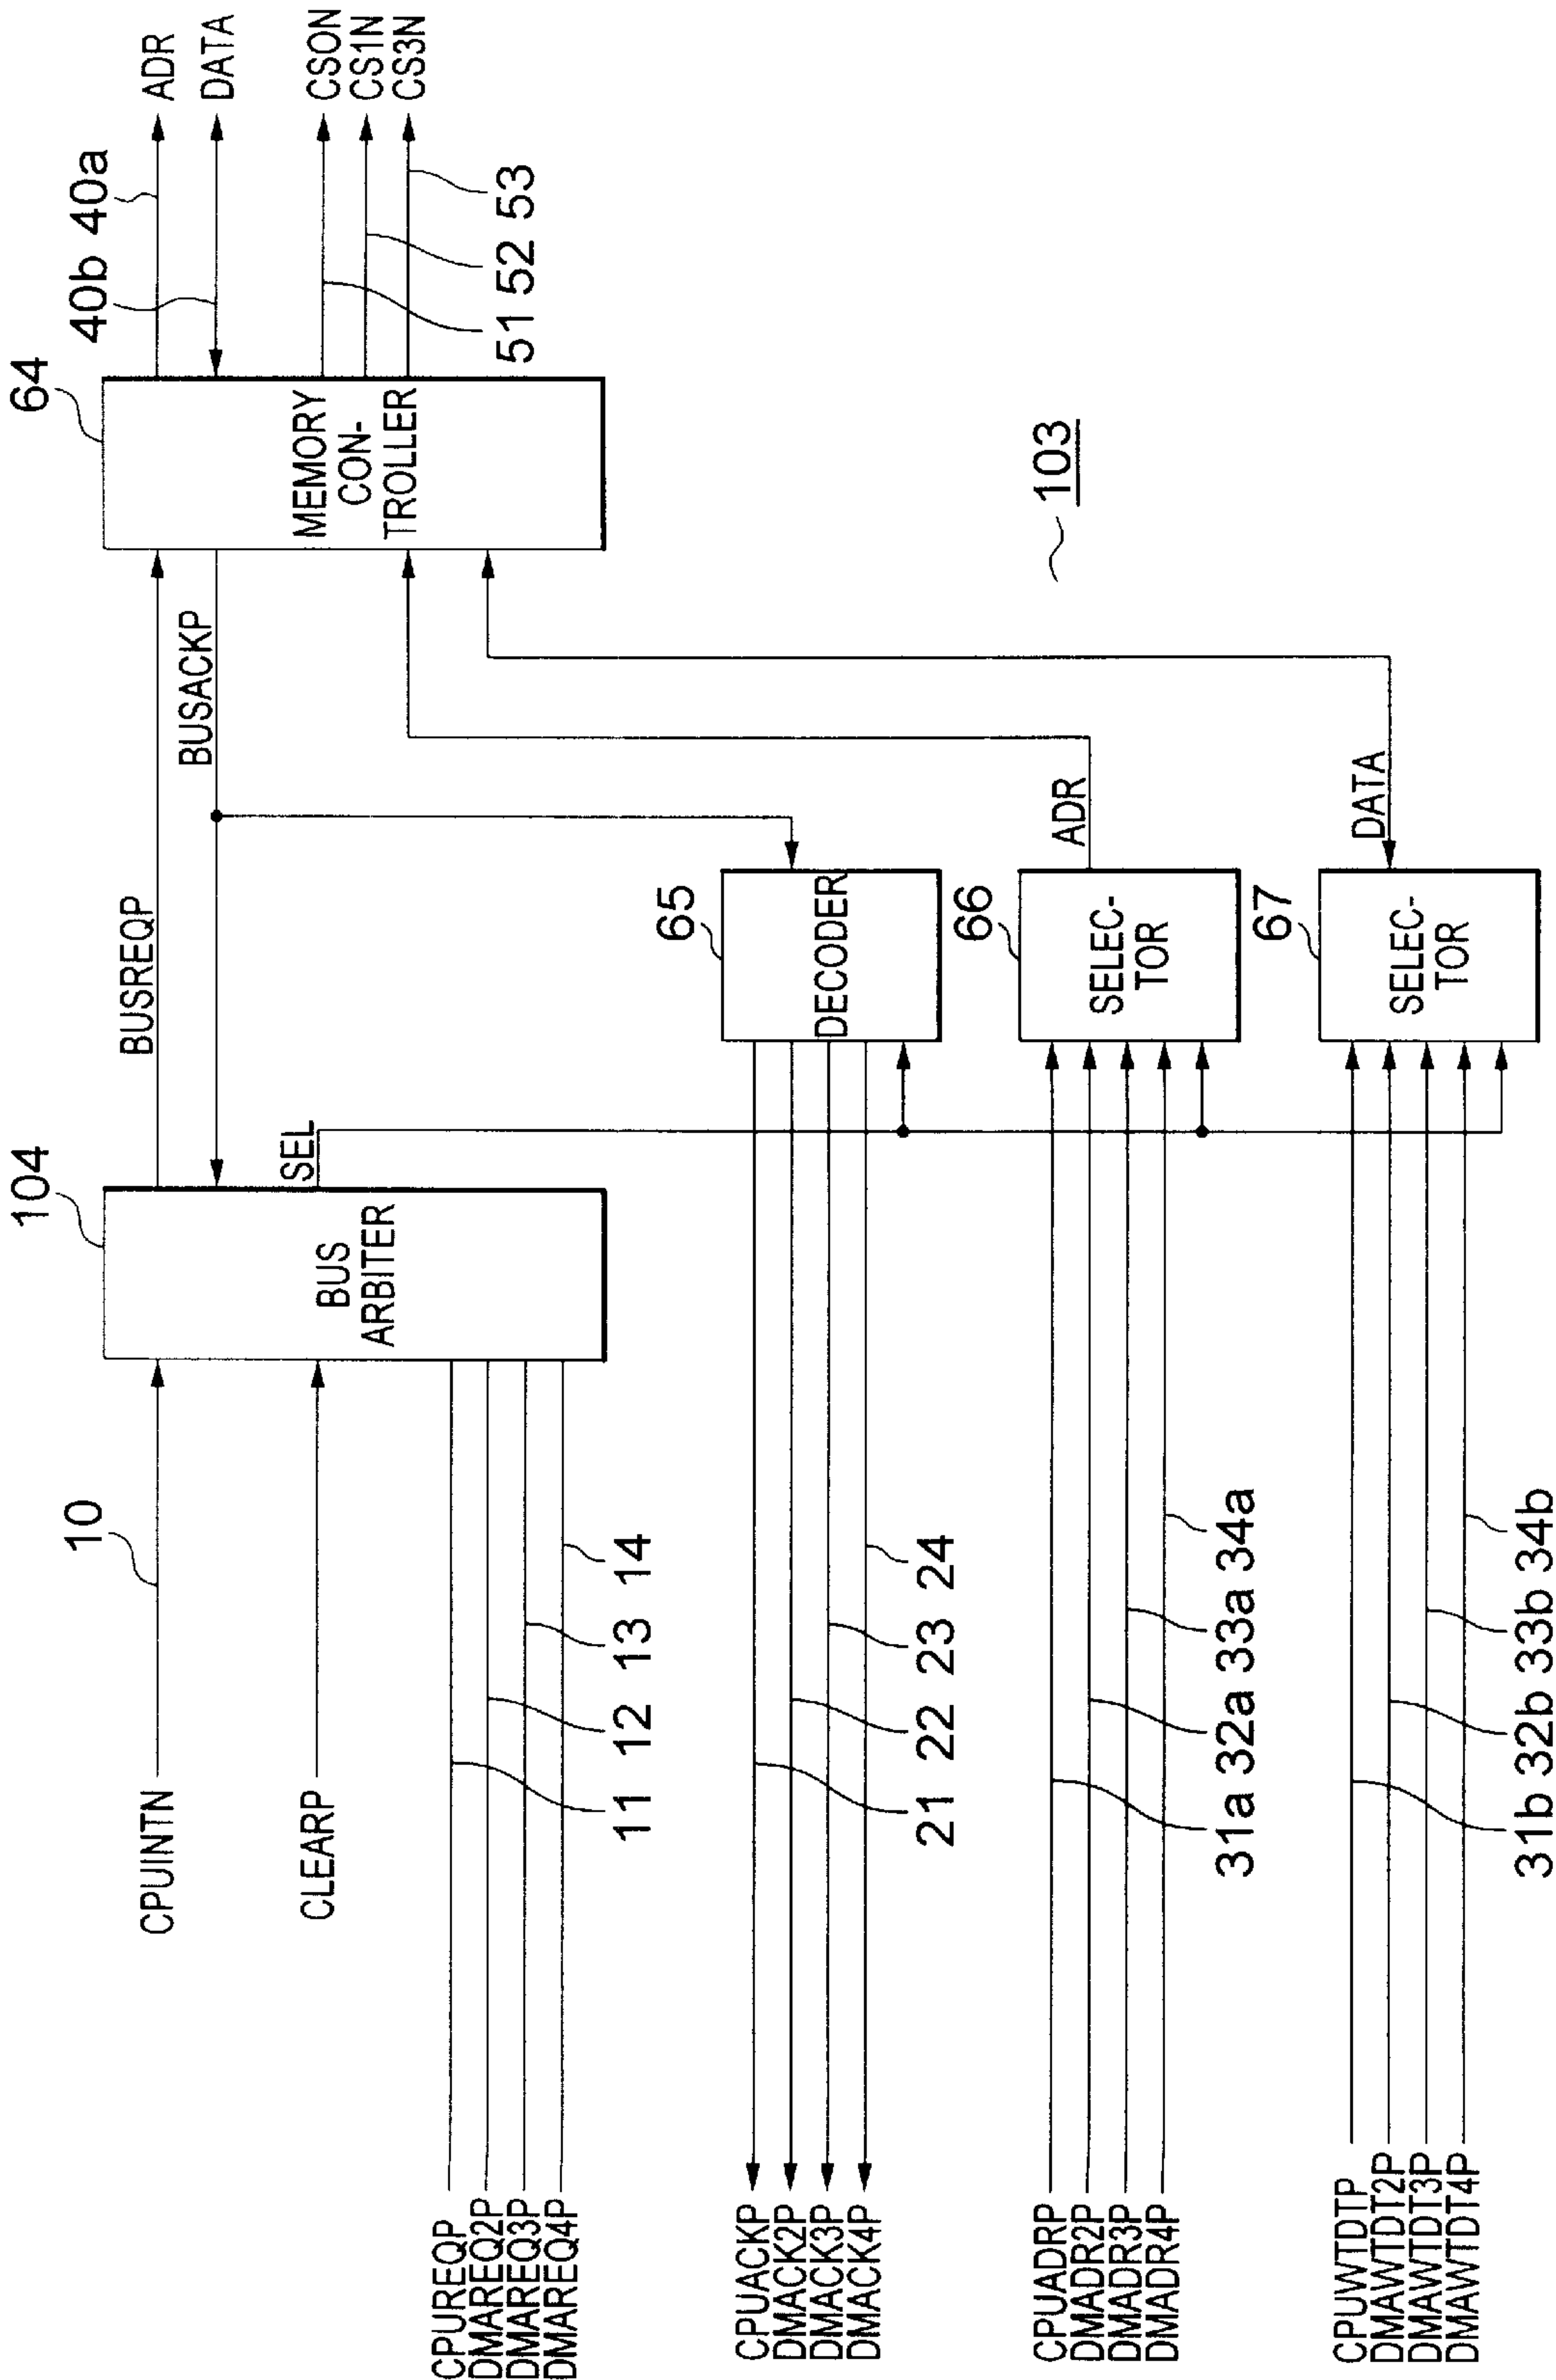 104
64
40b 40a
10
CPUINTN
CLEARP
BUS
ARBITER
SEL
BUSREQP
BUSACKP
MEMORY
CON-
TROLLER
ADR
DATA
CSON
CS1N
CS3N
51 52 53
CPUREQP
DMAREQ2P
DMAREQ3P
DMAREQ4P
11 12 13 14
65
DECODER
CPUACKP
DMACK2P
DMACK3P
DMACK4P
21 22 23 24
103
66
SELEC-
TOR
ADR
CPUADRP
DMADR2P
DMADR3P
DMADR4P
31a 32a 33a 34a
67
SELEC-
TOR
DATA
CPUWTDTP
DMAWTDT2P
DMAWTDT3P
DMAWTDT4P
31b 32b 33b 34b